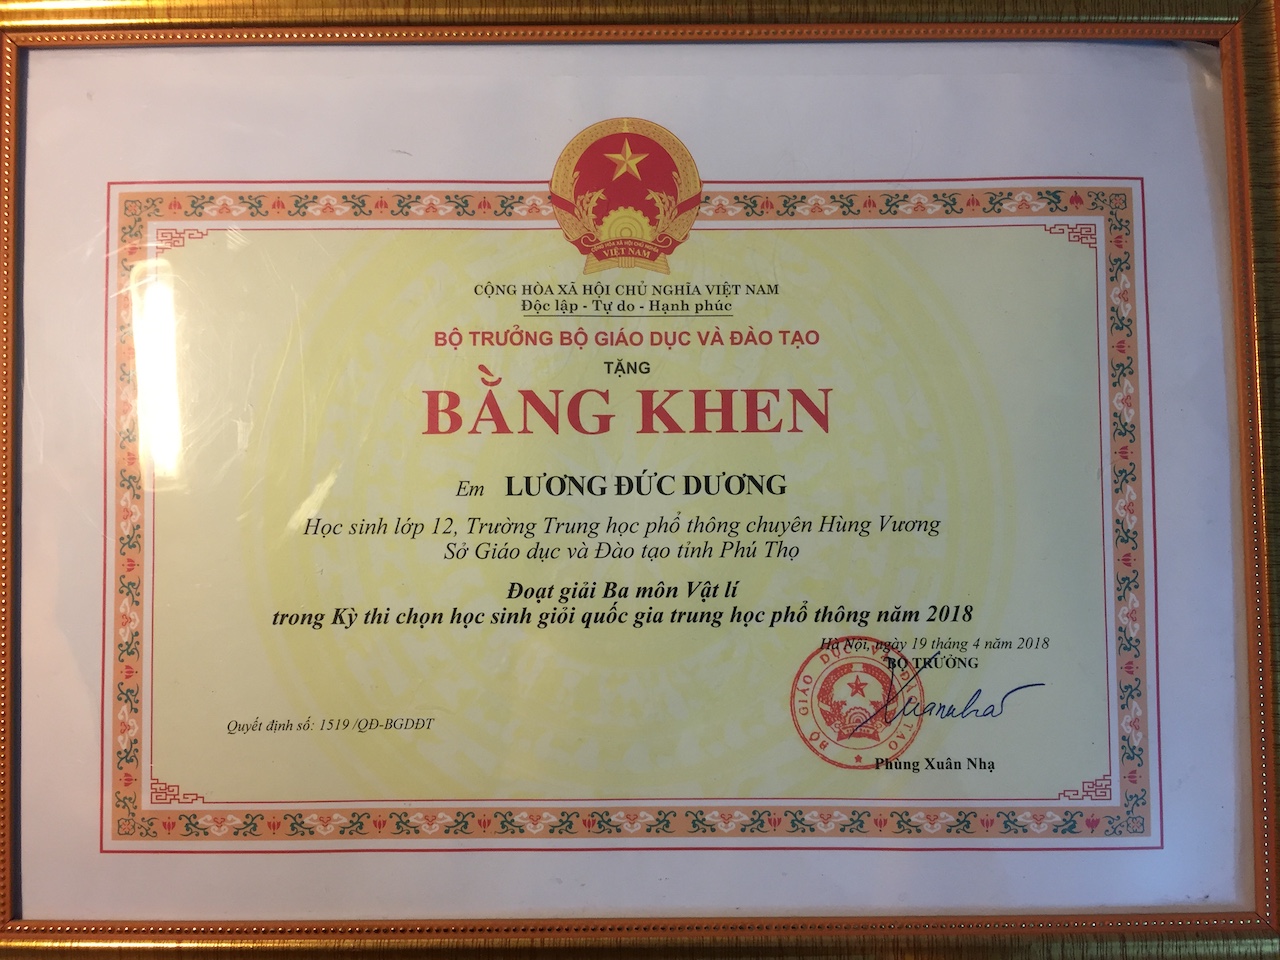 CỘNG HÒA XÃ HỘI CHỦ NGHĨA
VIỆT NAM
CỘNG HÒA XÃ HỘI CHỦ NGHĨA VIỆT NAM
Độc lập - Tự do - Hạnh phúc
BỘ TRƯỞNG BỘ GIÁO DỤC VÀ ĐÀO TẠO
TẶNG
BẰNG KHEN
Em LƯƠNG ĐỨC DƯƠNG
Học sinh lớp 12, Trường Trung học phổ thông chuyên Hùng Vương
Sở Giáo dục và Đào tạo tỉnh Phú Thọ
Đoạt giải Ba môn Vật lí
trong Kỳ thi chọn học sinh giỏi quốc gia trung học phổ thông năm 2018
Hà Nội, ngày 19 tháng 4 năm 2018
BỘ TRƯỞNG
BỘ GIÁO DỤC VÀ ĐÀO TẠO
Quyết định số: 1519 /QĐ-BGDĐT
Phùng Xuân Nhạ